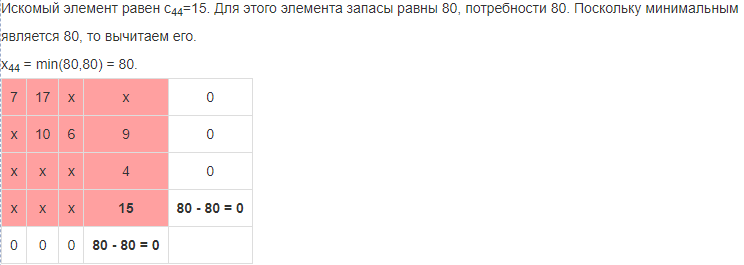 Искомый элемент равен c44=15. Для этого элемента запасы равны 80, потребности 80. Поскольку минимальным
является 80, то вычитаем его.
x44 = min(80,80) = 80.
7 17 x x 0
x 10 6 9 0
x x x 4 0
x x x 15 80 - 80 = 0
0 0 0 80 - 80 = 0